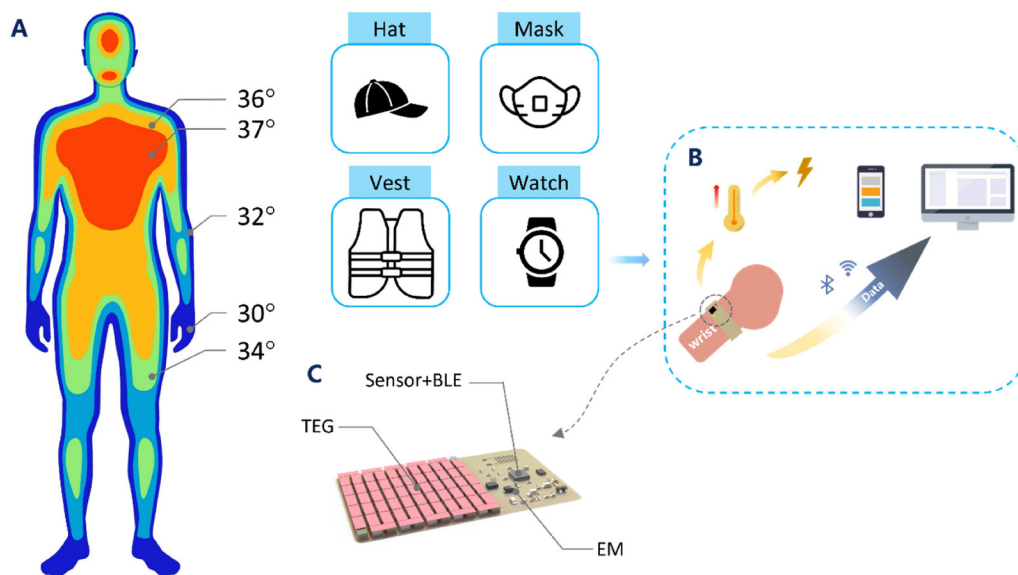 A
36°
37°
32°
30°
34°
Hat
Mask
Vest
Watch
B
wrist
Data
C
Sensor+BLE
TEG
EM